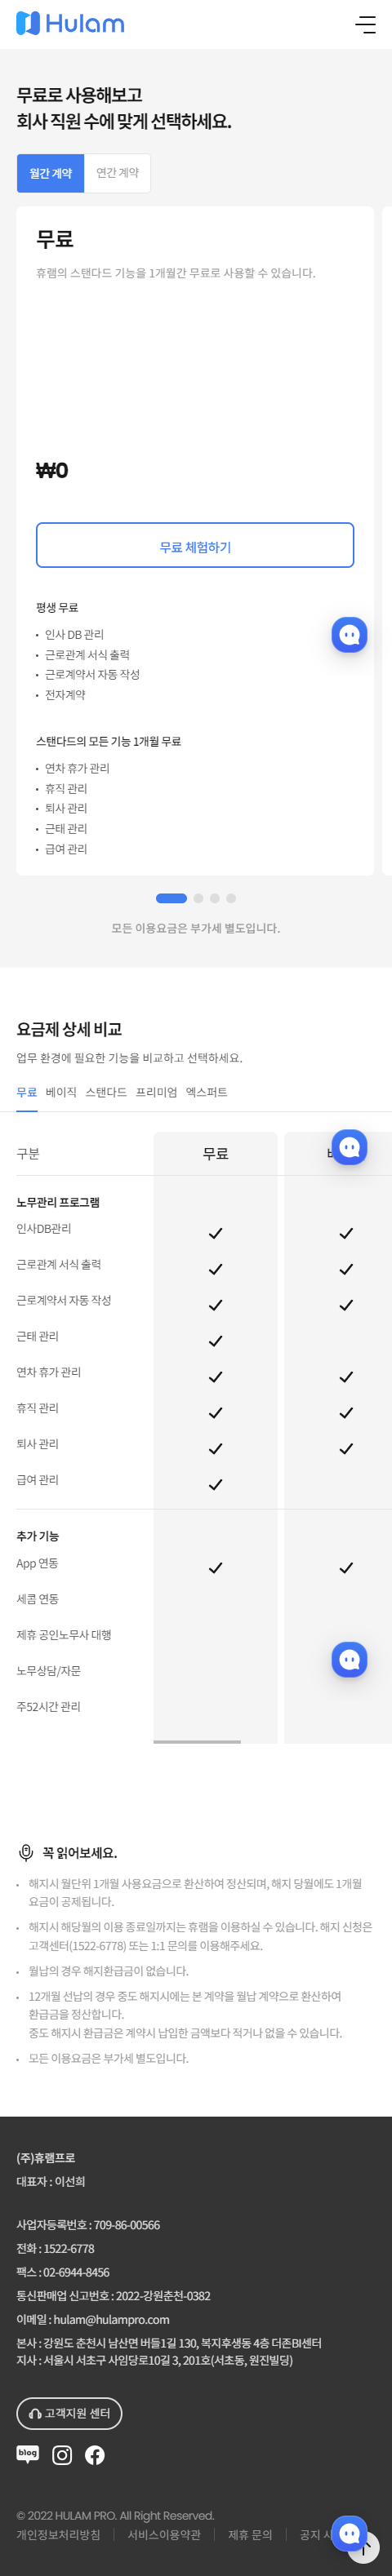 Hulam
무료로 사용해보고
회사 직원 수에 맞게 선택하세요.
월간 계약
연간 계약
무료
휴램의 스탠다드 기능을 1개월간 무료로 사용할 수 있습니다.
₩0
무료 체험하기
평생 무료
• 인사 DB 관리
• 근로관계 서식 출력
• 근로계약서 자동 작성
• 전자계약
스탠다드의 모든 기능 1개월 무료
• 연차 휴가 관리
• 휴직 관리
• 퇴사 관리
• 근태 관리
• 급여 관리
모든 이용요금은 부가세 별도입니다.
요금제 상세 비교
업무 환경에 필요한 기능을 비교하고 선택하세요.
무료 베이직 스탠다드 프리미엄 엑스퍼트
구분 무료
노무관리 프로그램
인사DB관리
근로관계 서식 출력
근로계약서 자동 작성
근태 관리
연차 휴가 관리
휴직 관리
퇴사 관리
급여 관리
추가 기능
App 연동
세콤 연동
제휴 공인노무사 대행
노무상담/자문
주52시간 관리
꼭 읽어보세요.
• 해지시 월단위 1개월 사용요금으로 환산하여 정산되며, 해지 당월에도 1개월
요금이 공제됩니다.
• 해지시 해당월의 이용 종료일까지는 휴램을 이용하실 수 있습니다. 해지 신청은
고객센터(1522-6778) 또는 1:1 문의를 이용해주세요.
• 월납의 경우 해지환급금이 없습니다.
• 12개월 선납의 경우 중도 해지시에는 본 계약을 월납 계약으로 환산하여
환급금을 정산합니다.
중도 해지시 환급금은 계약시 납입한 금액보다 적거나 없을 수 있습니다.
• 모든 이용요금은 부가세 별도입니다.
(주)휴램프로
대표자 : 이선희
사업자등록번호 : 709-86-00566
전화 : 1522-6778
팩스 : 02-6944-8456
통신판매업 신고번호 : 2022-강원춘천-0382
이메일 : hulam@hulampro.com
본사 : 강원도 춘천시 남산면 버들1길 130, 복지후생동 4층 더존BI센터
지사 : 서울시 서초구 사임당로10길 3, 201호(서초동, 원진빌딩)
고객지원 센터
blog
© 2022 HULAM PRO. All Right Reserved.
개인정보처리방침 서비스이용약관 제휴 문의 공지